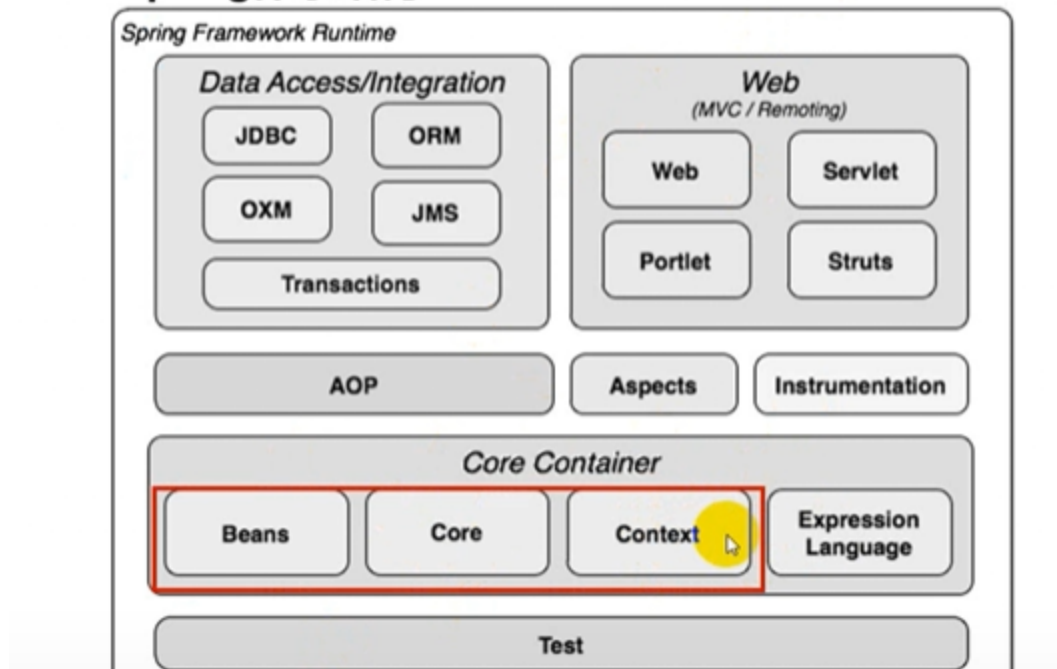 Spring Framework Runtime
Data Access/Integration
JDBC
ORM
OXM
JMS
Transactions
Web
(MVC / Remoting)
Web
Servlet
Portlet
Struts
AOP
Aspects
Instrumentation
Core Container
Beans
Core
Context
Expression
Language
Test